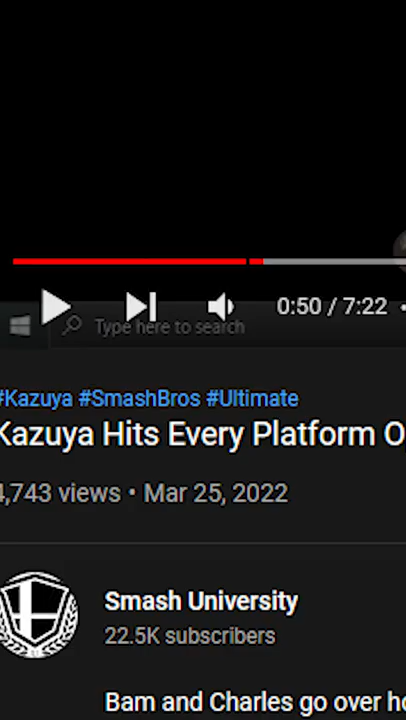 0:50 / 7:22
Type here to search
#Kazuya #SmashBros #Ultimate
Kazuya Hits Every Platform O
4,743 views • Mar 25, 2022
Smash University
22.5K subscribers
Bam and Charles go over ho